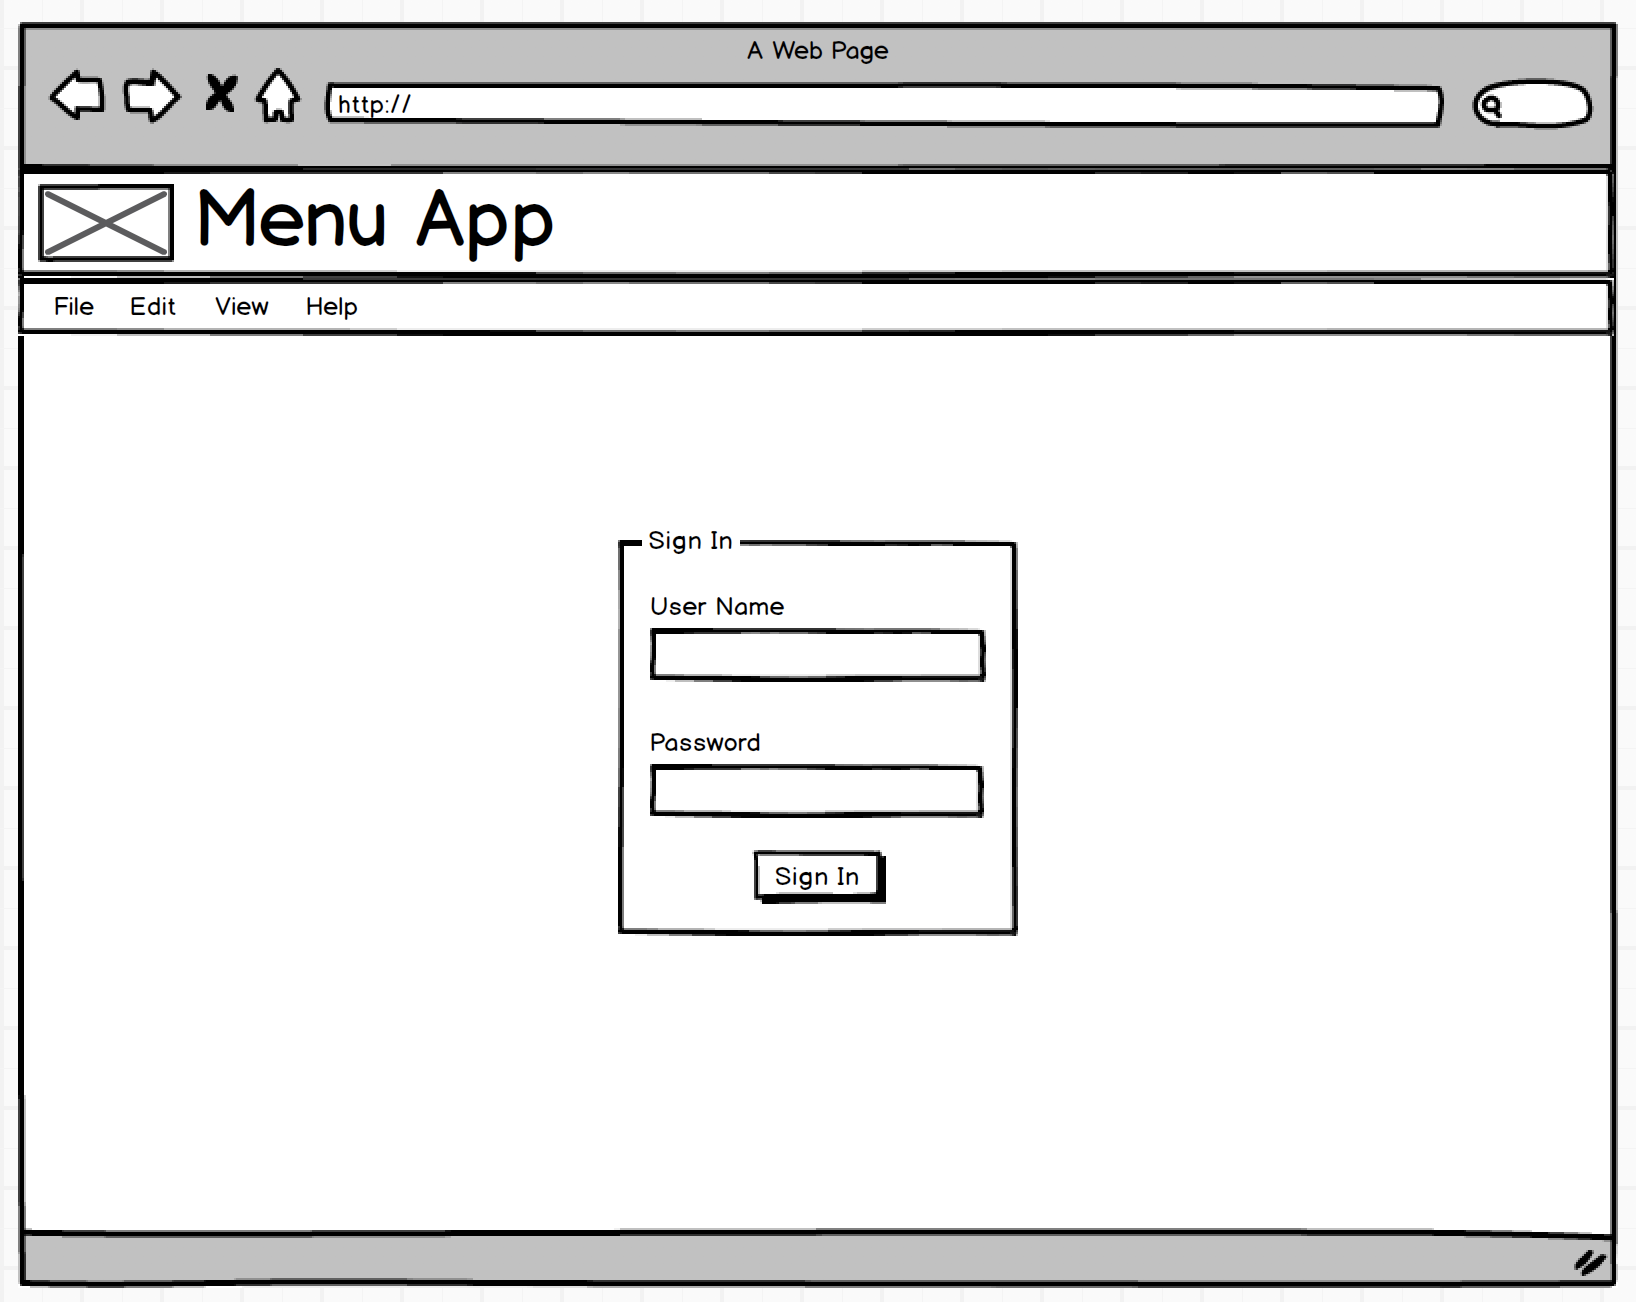 A Web Page
http://
Menu App
File Edit View Help
Sign In
User Name
Password
Sign In